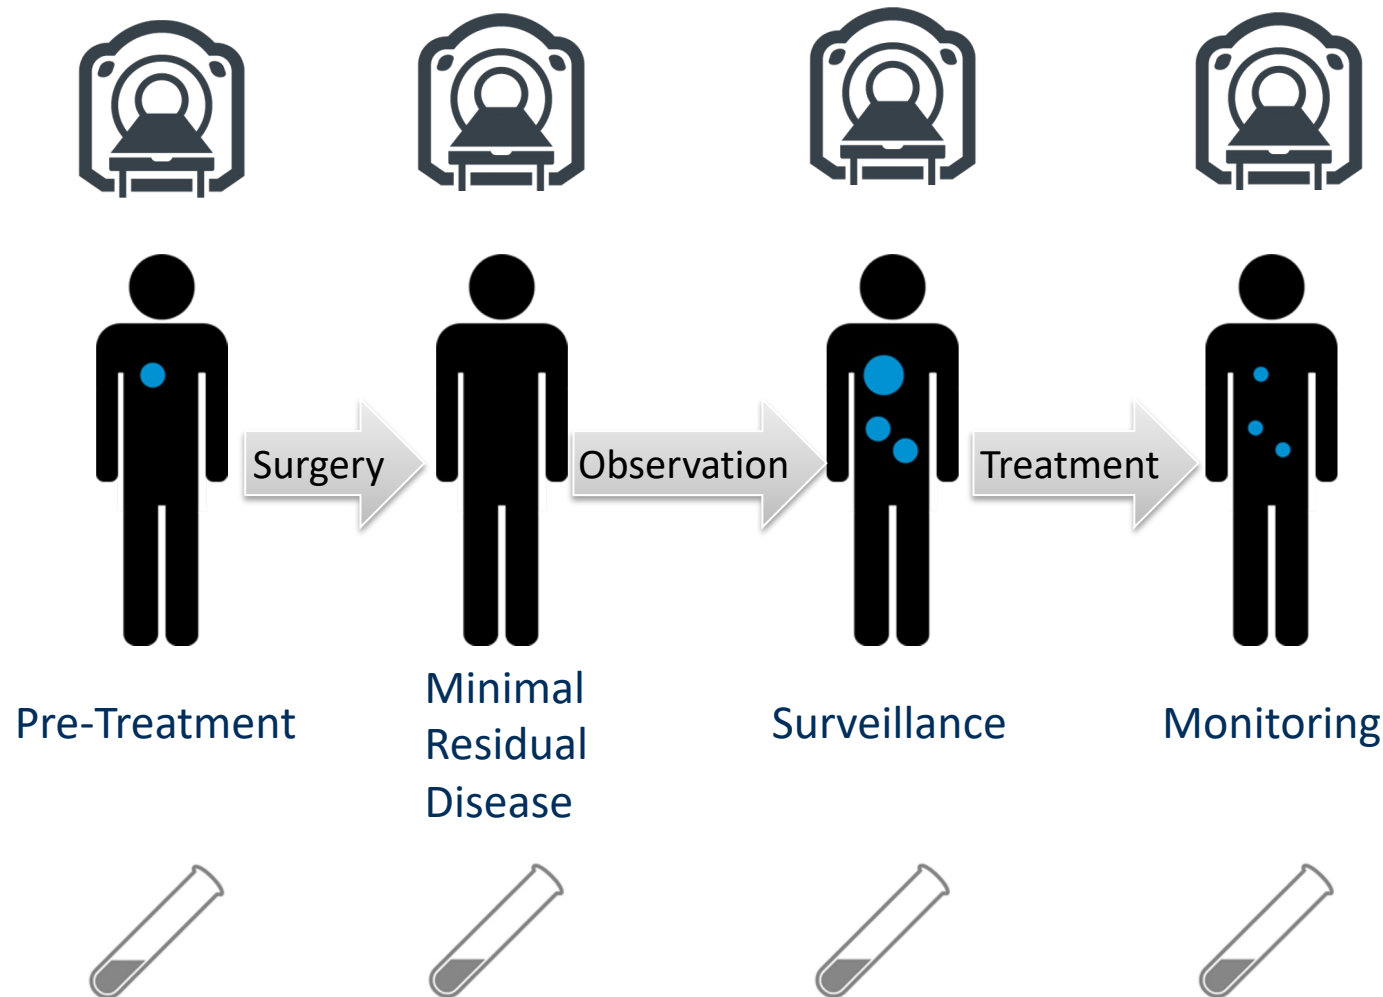 Surgery
Observation
Treatment
Pre-Treatment
Minimal
Residual
Disease
Surveillance
Monitoring